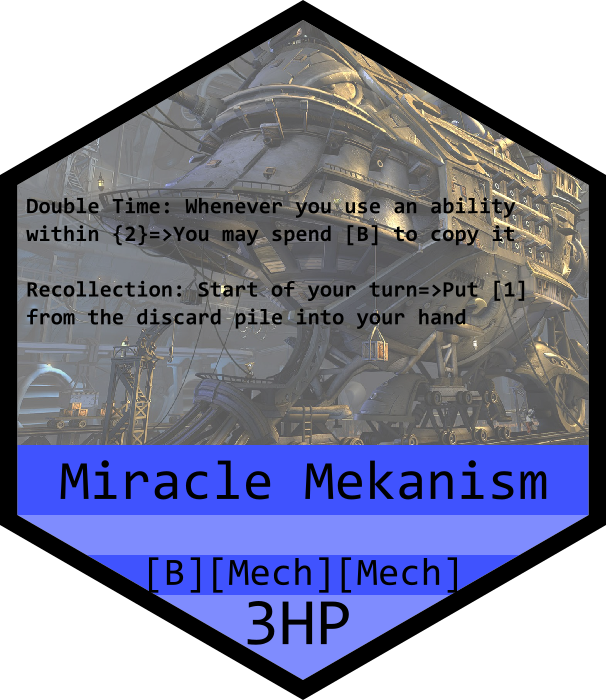 Double Time: Whenever you use an ability
within {2}=>You may spend [B] to copy it
Recollection: Start of your turn=>Put [1]
from the discard pile into your hand
Miracle Mekanism
[B][Mech][Mech]
3HP